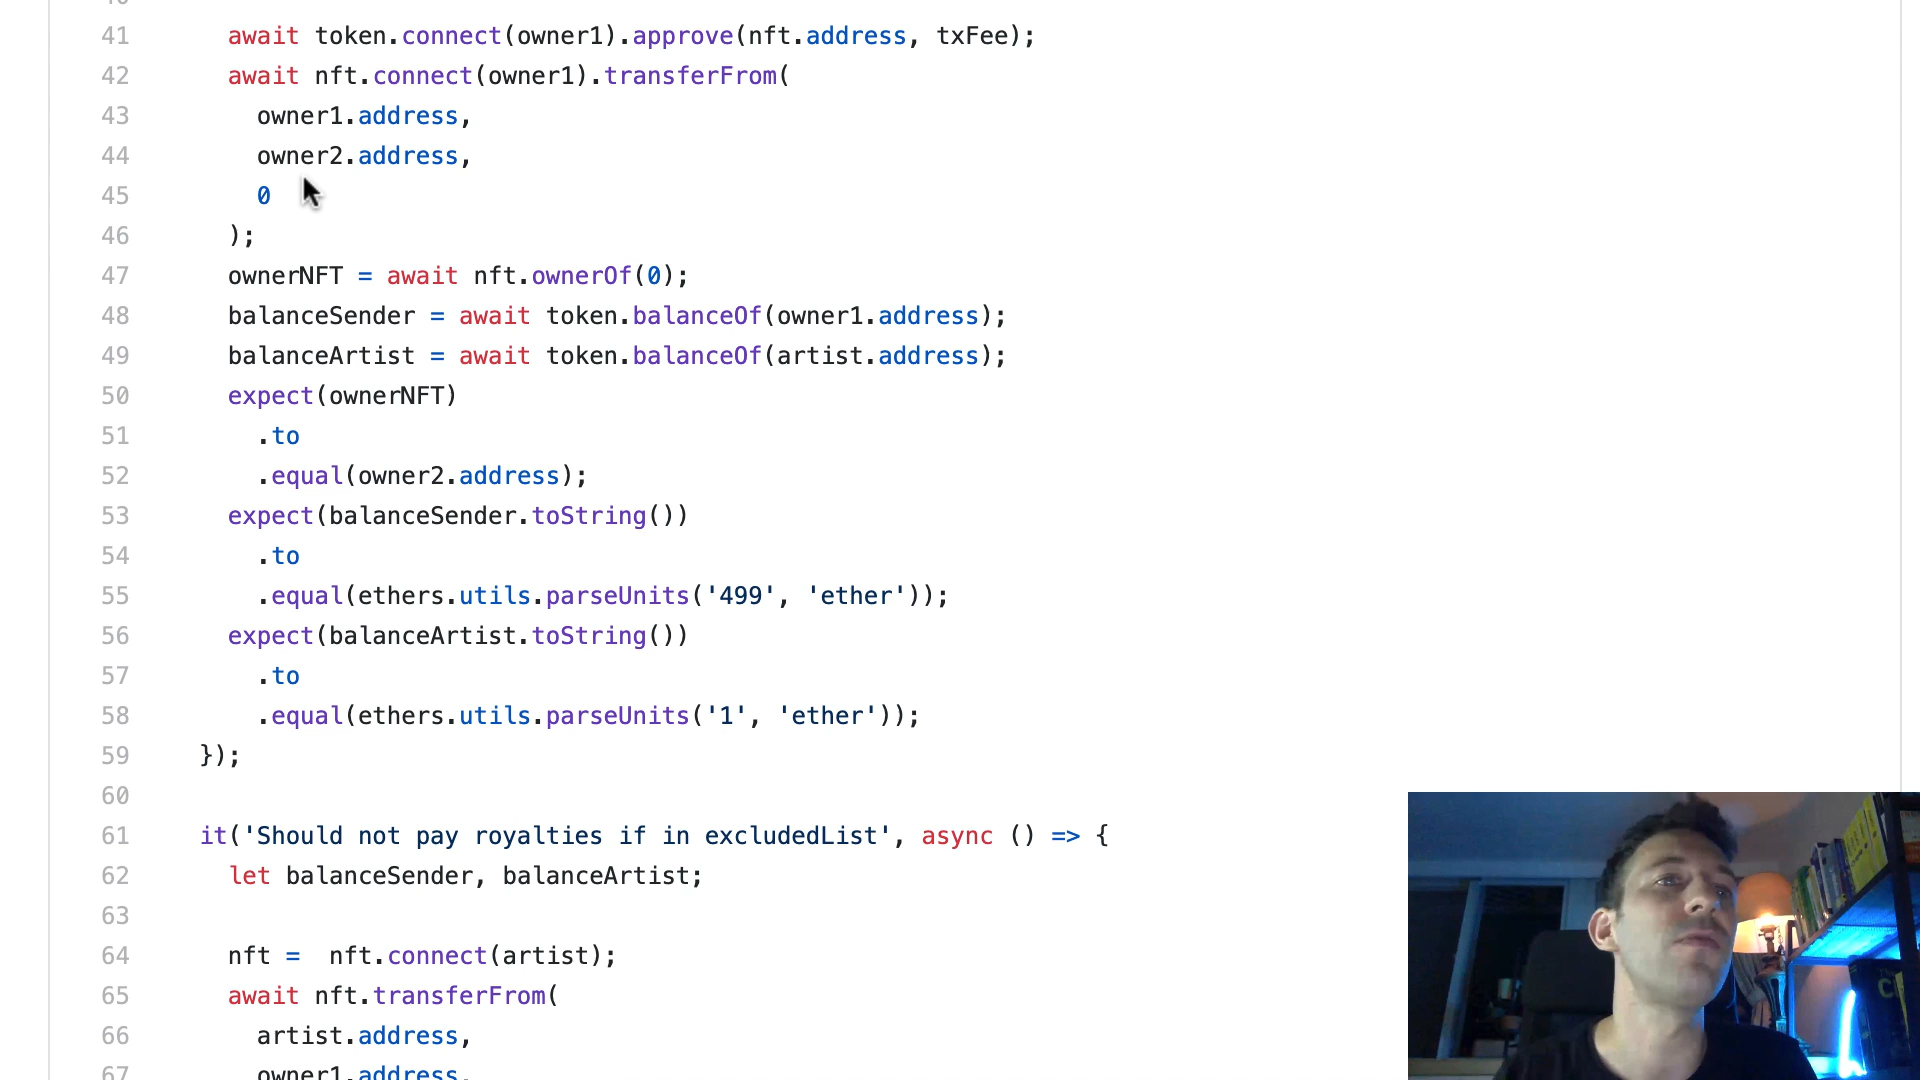 41 await token.connect(owner1).approve(nft.address, txFee);
42 await nft.connect(owner1).transferFrom(
43 owner1.address,
44 owner2.address,
45 0
46 );
47 ownerNFT = await nft.ownerOf(0);
48 balanceSender = await token.balanceOf(owner1.address);
49 balanceArtist = await token.balanceOf(artist.address);
50 expect(ownerNFT)
51 .to
52 .equal(owner2.address);
53 expect(balanceSender.toString())
54 .to
55 .equal(ethers.utils.parseUnits('499', 'ether'));
56 expect(balanceArtist.toString())
57 .to
58 .equal(ethers.utils.parseUnits('1', 'ether'));
59 });
60
61 it('Should not pay royalties if in excludedList', async () => {
62 let balanceSender, balanceArtist;
63
64 nft =  nft.connect(artist);
65 await nft.transferFrom(
66 artist.address,
67 owner1.address,